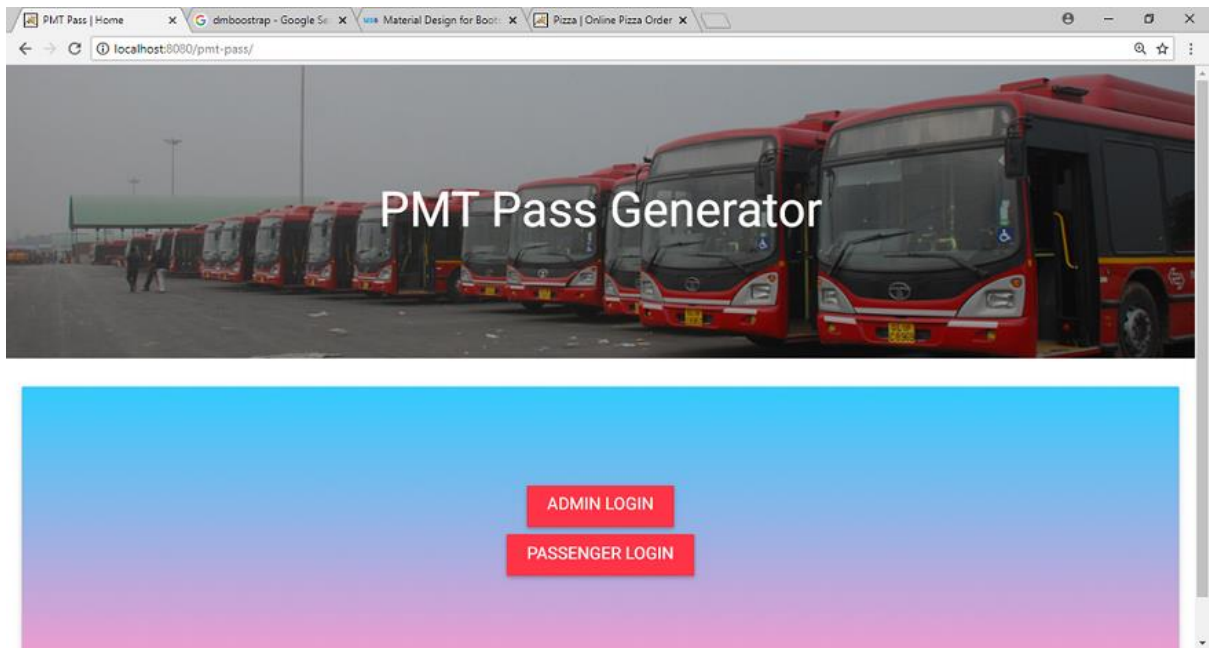 PMT Pass | Home
dmboostrap - Google Se
Material Design for Boot
Pizza | Online Pizza Order
localhost:8080/pmt-pass/
PMT Pass Generator
ADMIN LOGIN
PASSENGER LOGIN